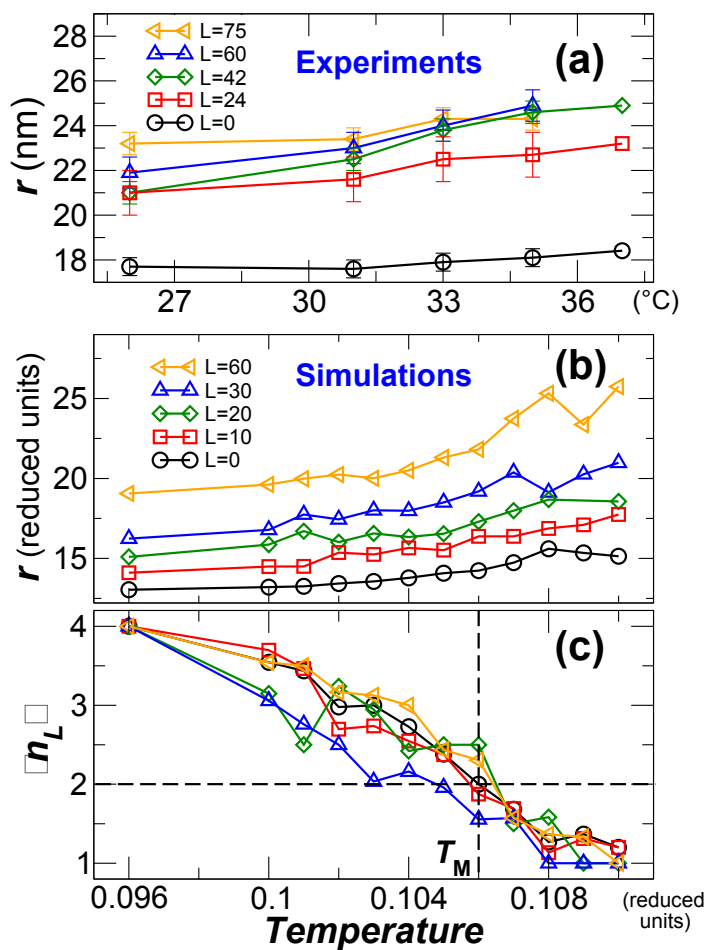 28
26
24
22
20
18
r (nm)
L=75
L=60
L=42
L=24
L=0
Experiments
(a)
27
30
33
36
(°C)
25
20
15
r (reduced units)
L=60
L=30
L=20
L=10
L=0
Simulations
(b)
4
3
2
1
□n_L□
(c)
T_M
0.096
0.1
0.104
0.108
(reduced
units)
Temperature